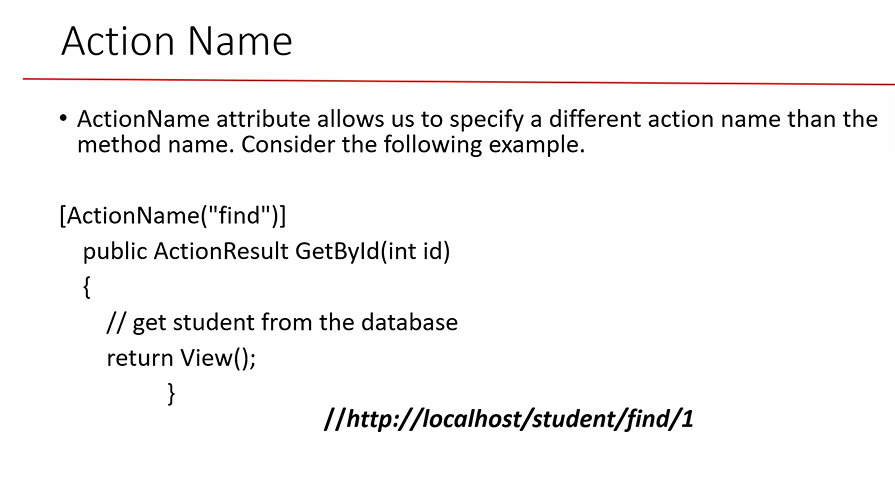 Action Name
• ActionName attribute allows us to specify a different action name than the
method name. Consider the following example.
[ActionName("find")]
public ActionResult GetById(int id)
{
// get student from the database
return View();
}
//http://localhost/student/find/1